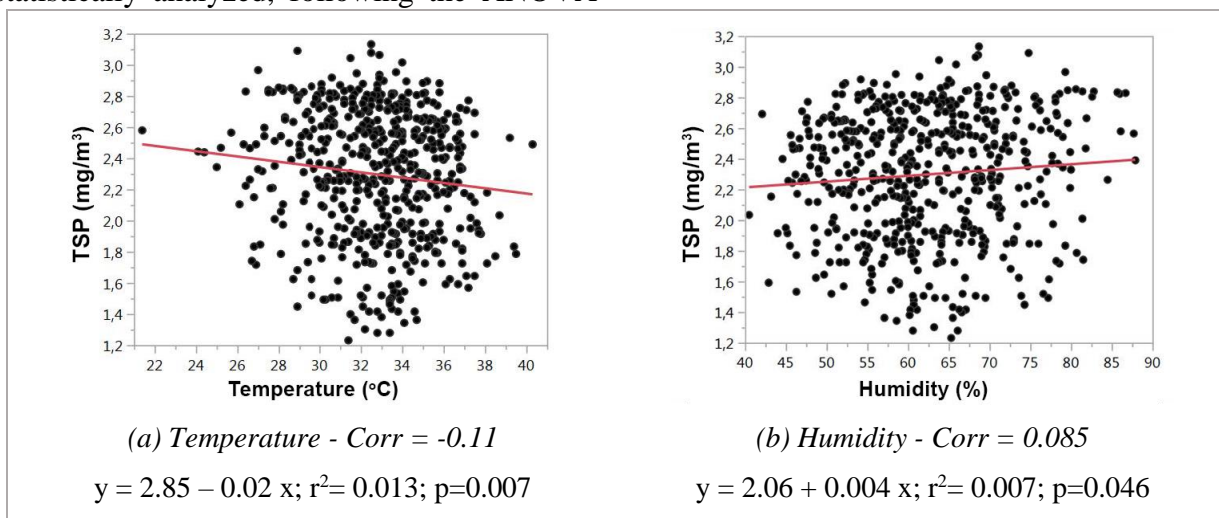 statistically analyzed, following the ANOVA
3,2
3,0
2,8
2,6
2,4
2,2
2,0
1,8
1,6
1,4
1,2
TSP (mg/m³)
22 24 26 28 30 32 34 36 38 40
Temperature (°C)
(a) Temperature - Corr = -0.11
y = 2.85 – 0.02 x; r²= 0.013; p=0.007
3,2
3,0
2,8
2,6
2,4
2,2
2,0
1,8
1,6
1,4
1,2
TSP (mg/m³)
40 45 50 55 60 65 70 75 80 85 90
Humidity (%)
(b) Humidity - Corr = 0.085
y = 2.06 + 0.004 x; r²= 0.007; p=0.046